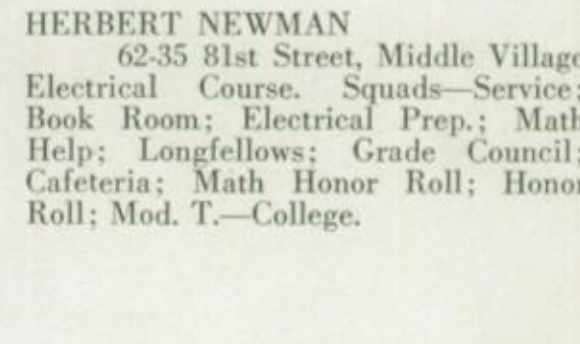 HERBERT NEWMAN
62-35 81st Street, Middle Village
Electrical Course. Squads—Service;
Book Room; Electrical Prep.; Math
Help; Longfellows; Grade Council;
Cafeteria; Math Honor Roll; Honor
Roll; Mod. T.—College.